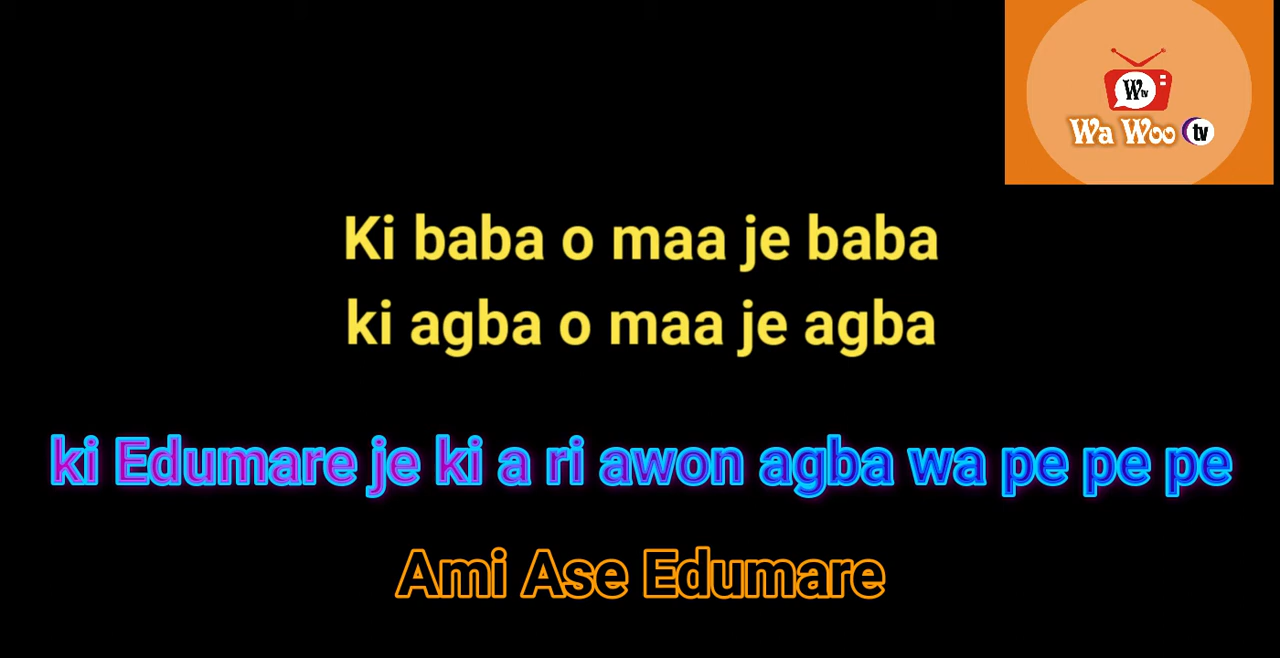 Wtv
Wa Woo tv
Ki baba o maa je baba
ki agba o maa je agba
ki Edumare je ki a ri awon agba wa pe pe pe
Ami Ase Edumare